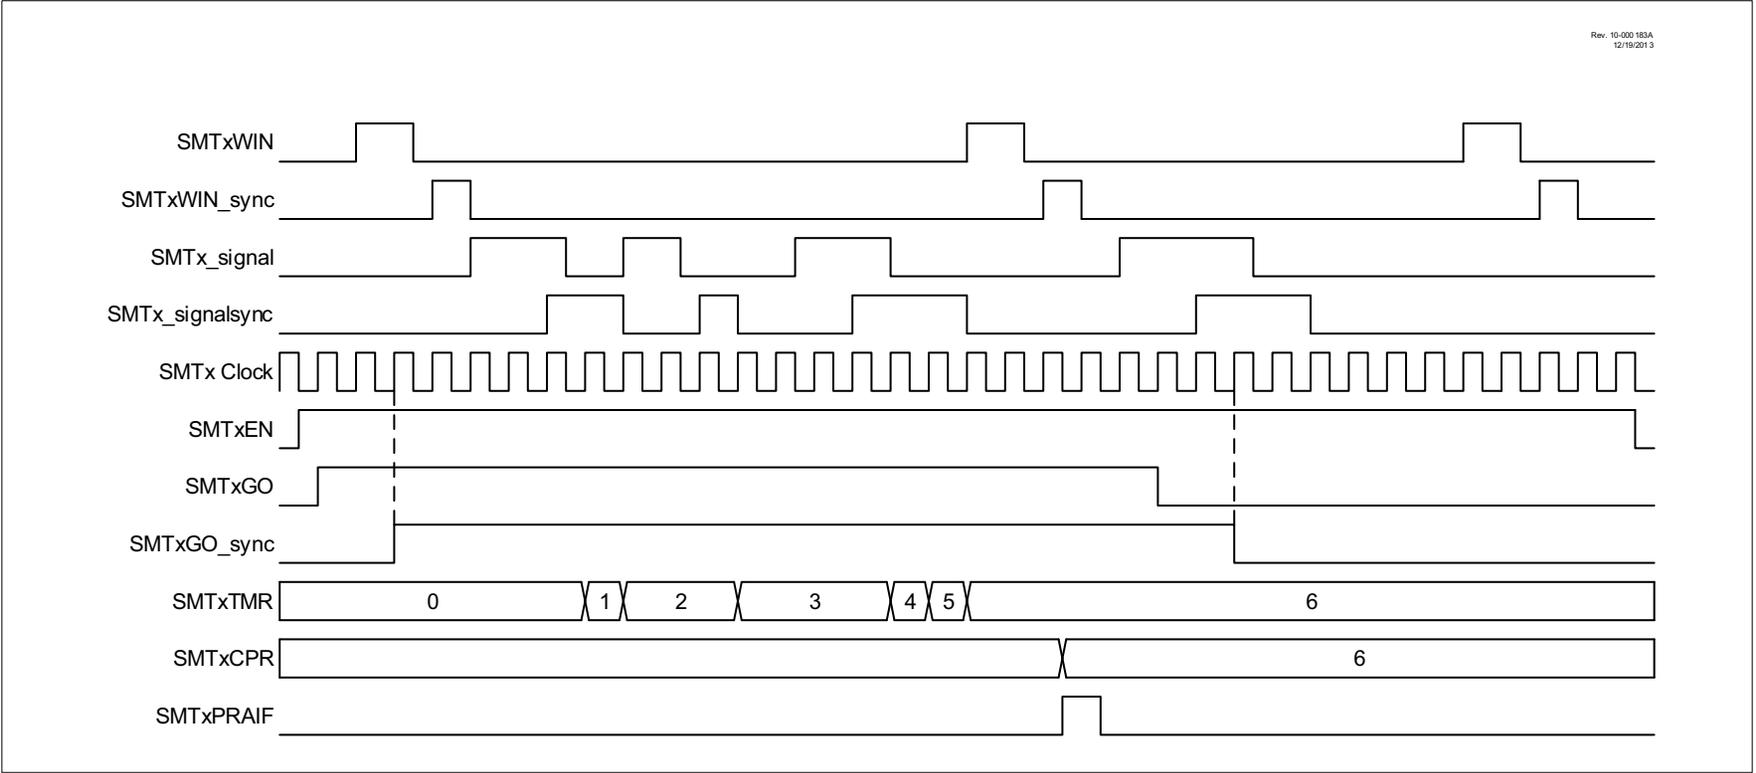 Rev. 10-000 183A
12/19/201 3
SMTxWIN
SMTxWIN_sync
SMTx_signal
SMTx_signalsync
SMTx Clock
SMTxEN
SMTxGO
SMTxGO_sync
SMTxTMR 0 1 2 3 4 5 6
SMTxCPR 6
SMTxPRAIF